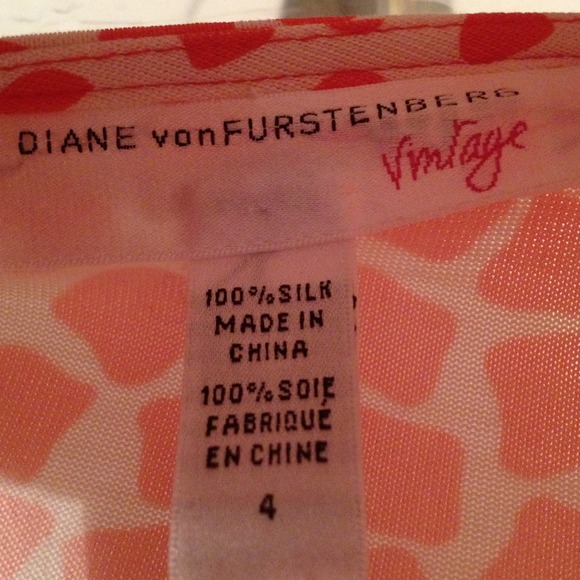 DIANE vonFURSTENBERG
Vintage
100% SILK
MADE IN
CHINA
100% SOIE
FABRIQUÉ
EN CHINE
4